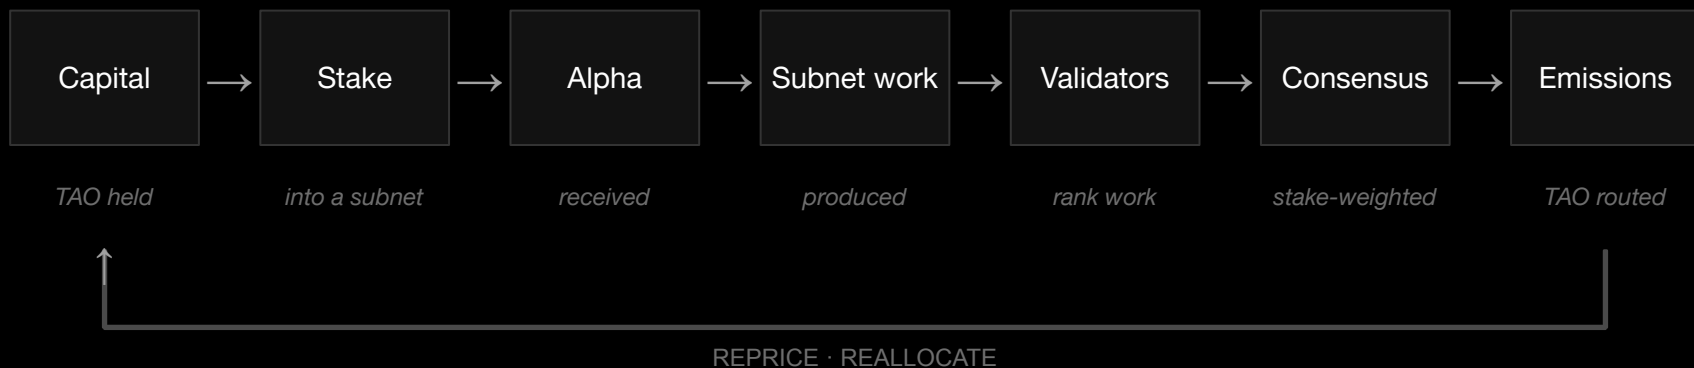 Capital → Stake → Alpha → Subnet work → Validators → Consensus → Emissions
TAO held into a subnet received produced rank work stake-weighted TAO routed
REPRICE · REALLOCATE